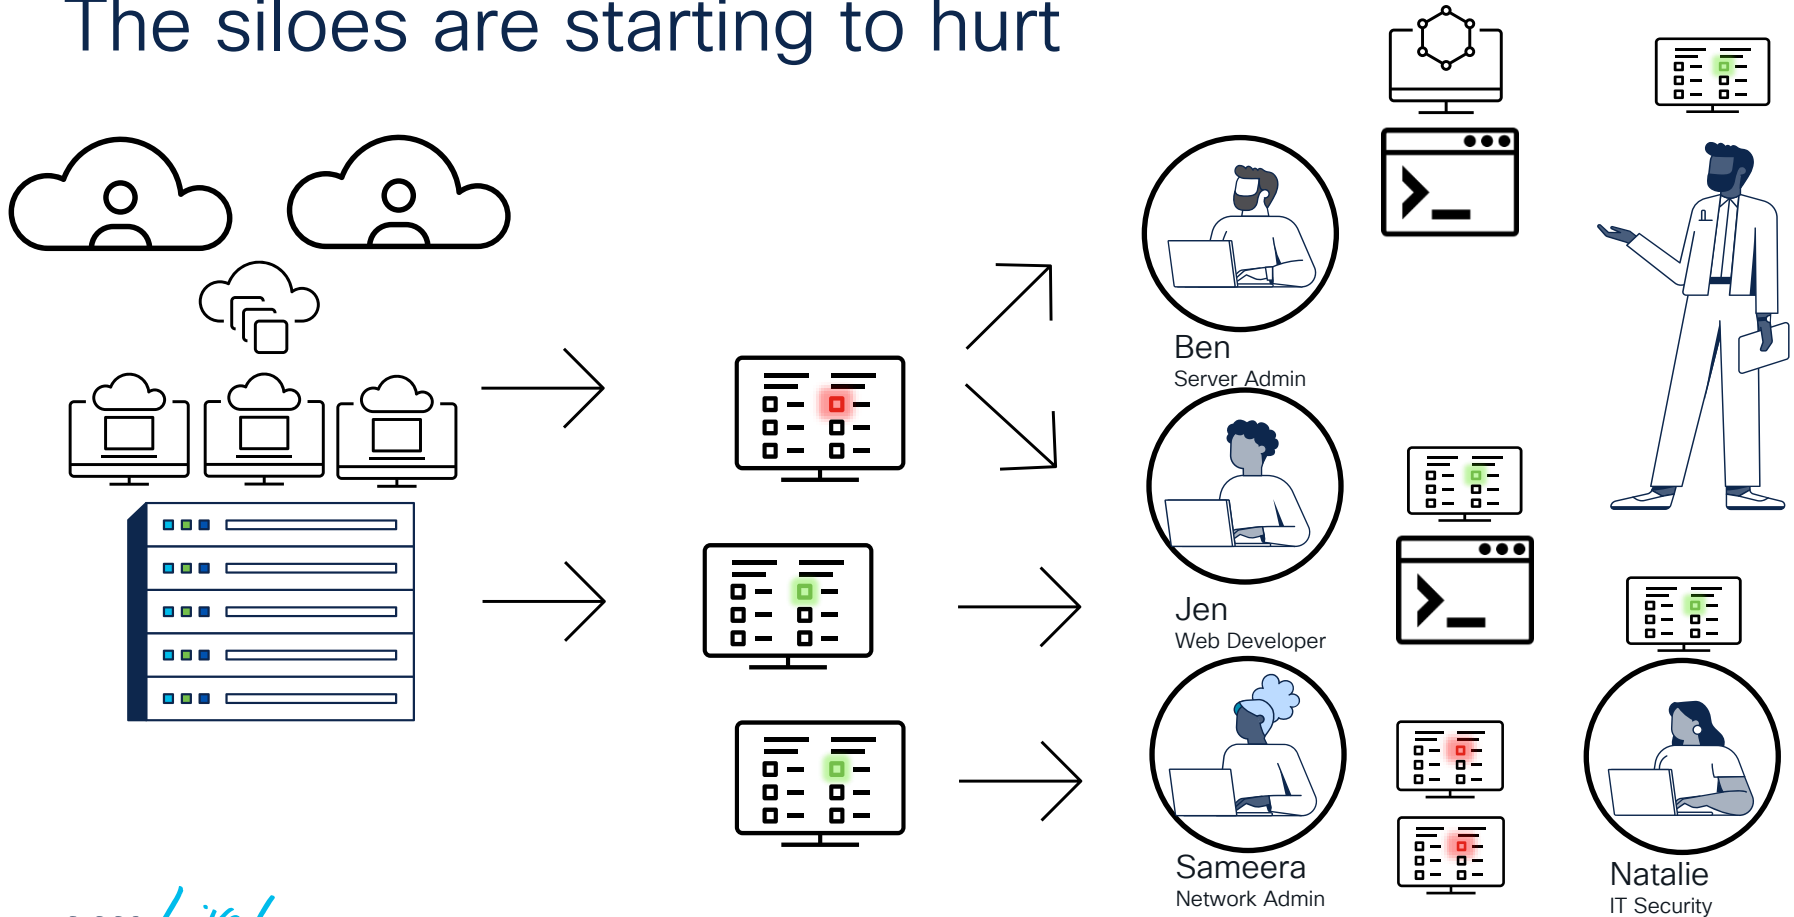 The siloes are starting to hurt
Ben
Server Admin
Jen
Web Developer
Sameera
Network Admin
Natalie
IT Security